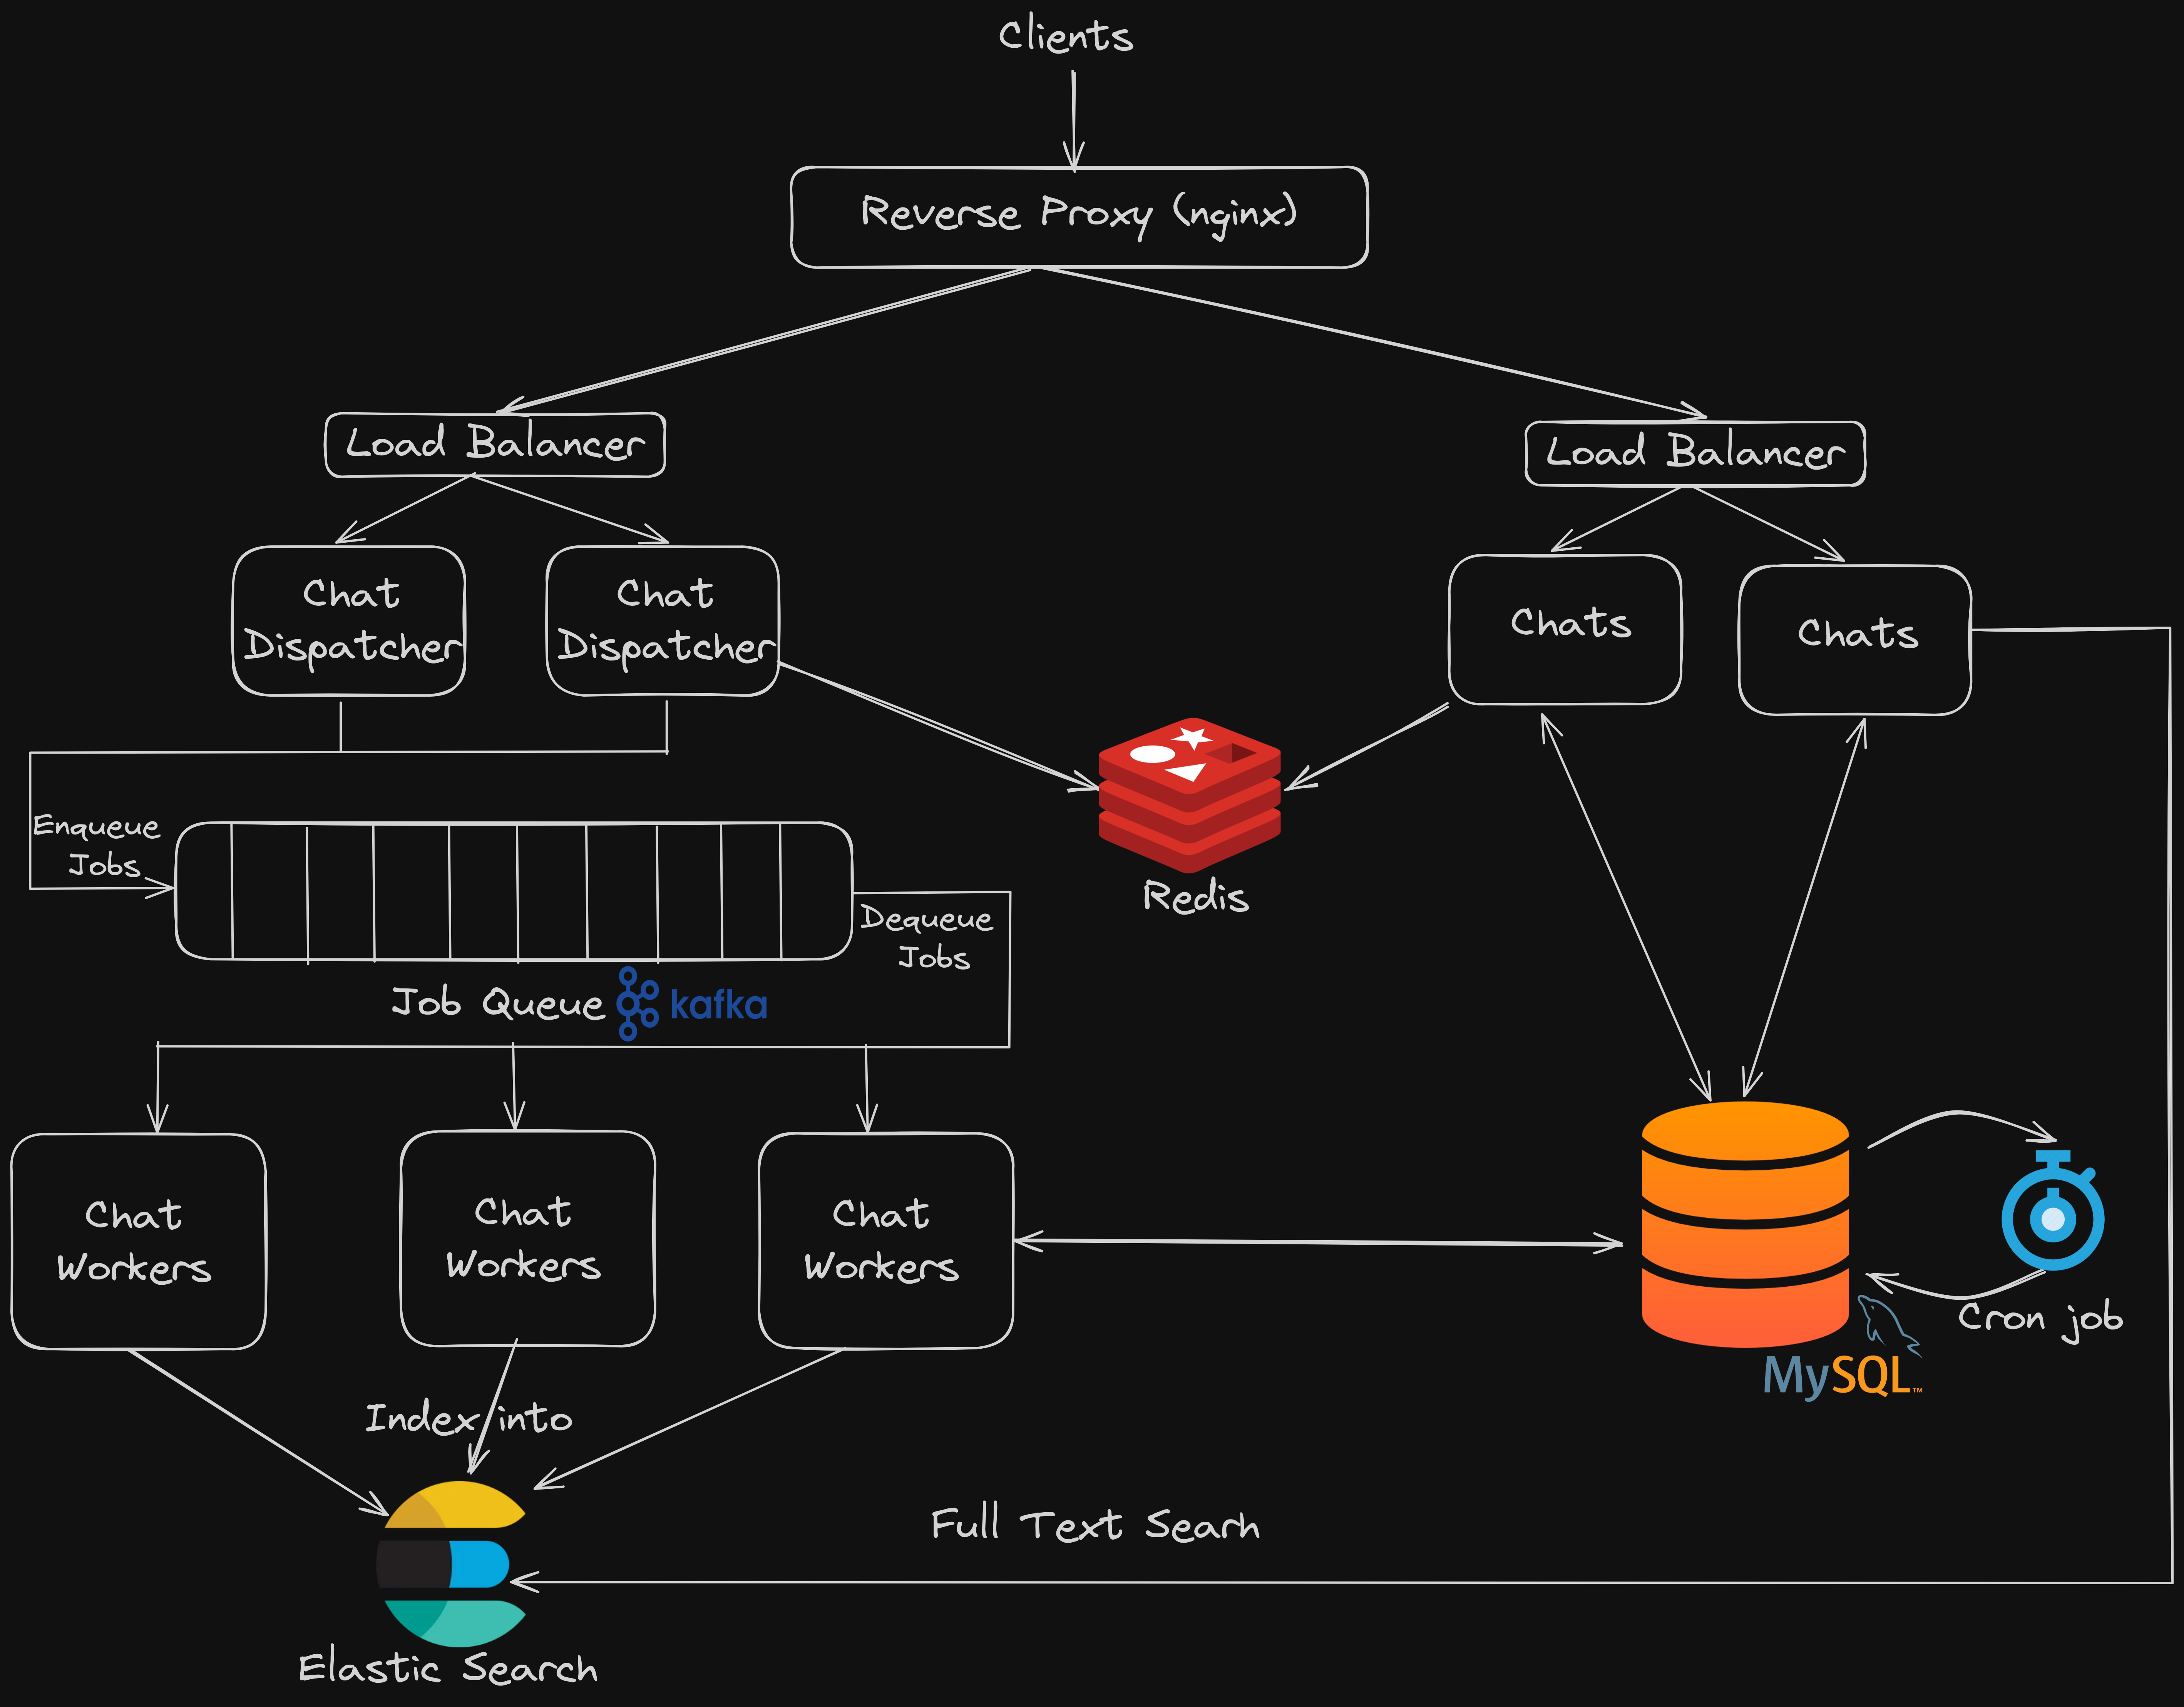 Clients
Reverse Proxy (nginx)
Load Balancer
Load Balancer
Chat
Dispatcher
Chat
Dispatcher
Chats
Chats
Enqueue
Jobs
Redis
Dequeue
Jobs
Job Queue
kafka
Chat
Workers
Chat
Workers
Chat
Workers
Cron job
MySQL™
Index into
Full Text Searh
Elastic Search